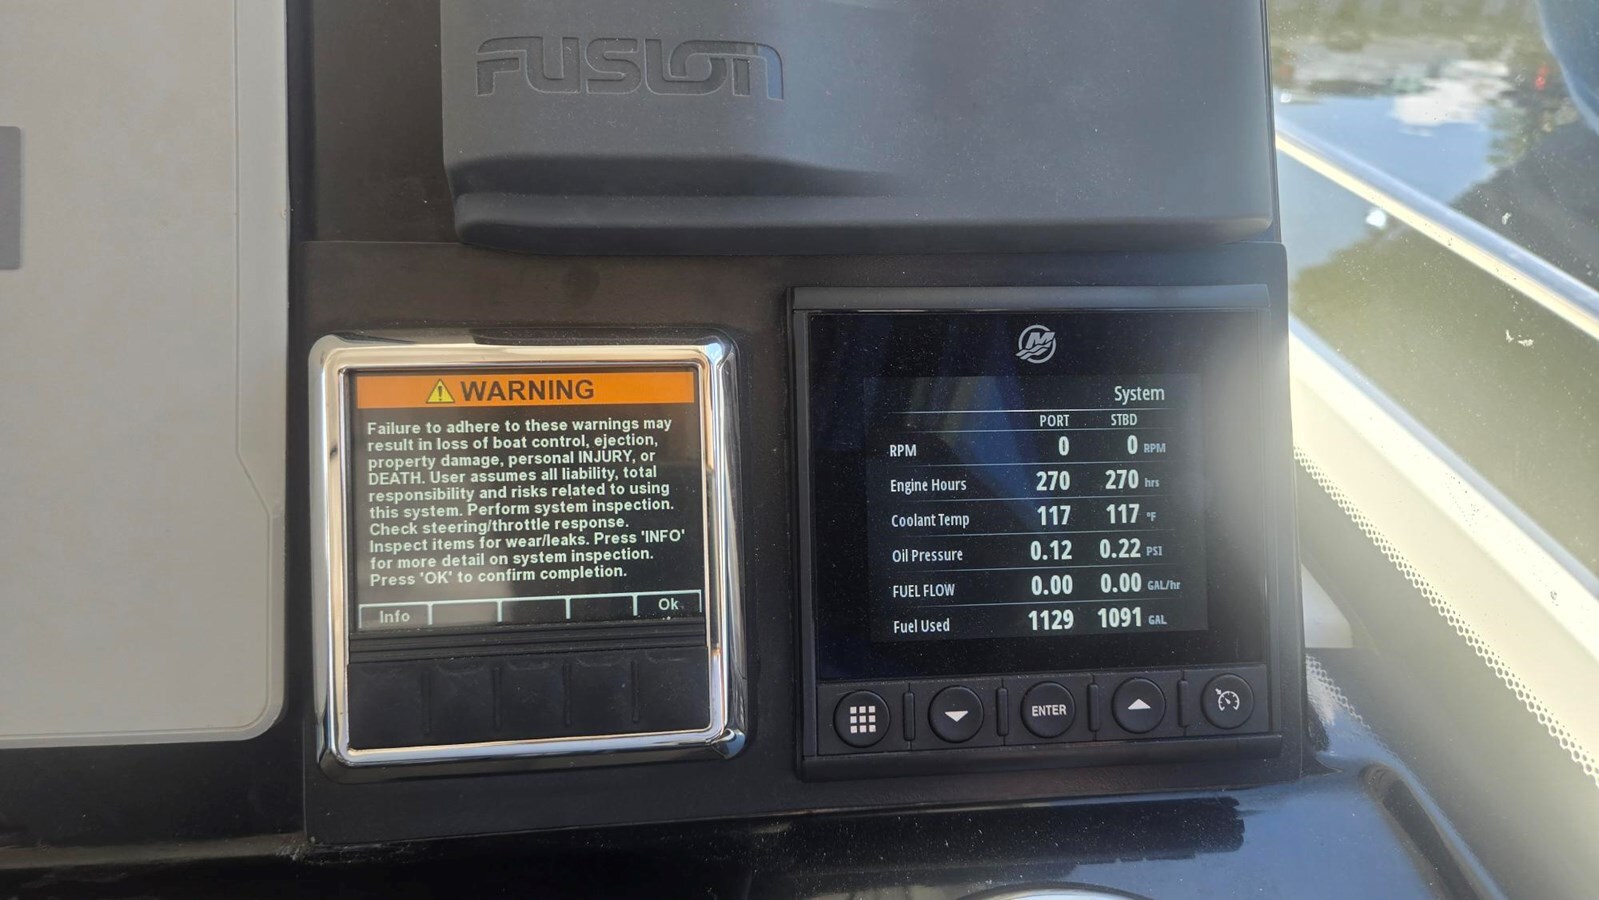 FUSION
WARNING
Failure to adhere to these warnings may
result in loss of boat control, ejection,
property damage, personal INJURY, or
DEATH. User assumes all liability, total
responsibility and risks related to using
this system. Perform system inspection.
Check steering/throttle response.
Inspect items for wear/leaks. Press 'INFO'
for more detail on system inspection.
Press 'OK' to confirm completion.
Info Ok
System
PORT STBD
RPM 0 0 RPM
Engine Hours 270 270 hrs
Coolant Temp 117 117 °F
Oil Pressure 0.12 0.22 PSI
FUEL FLOW 0.00 0.00 GAL/hr
Fuel Used 1129 1091 GAL
ENTER